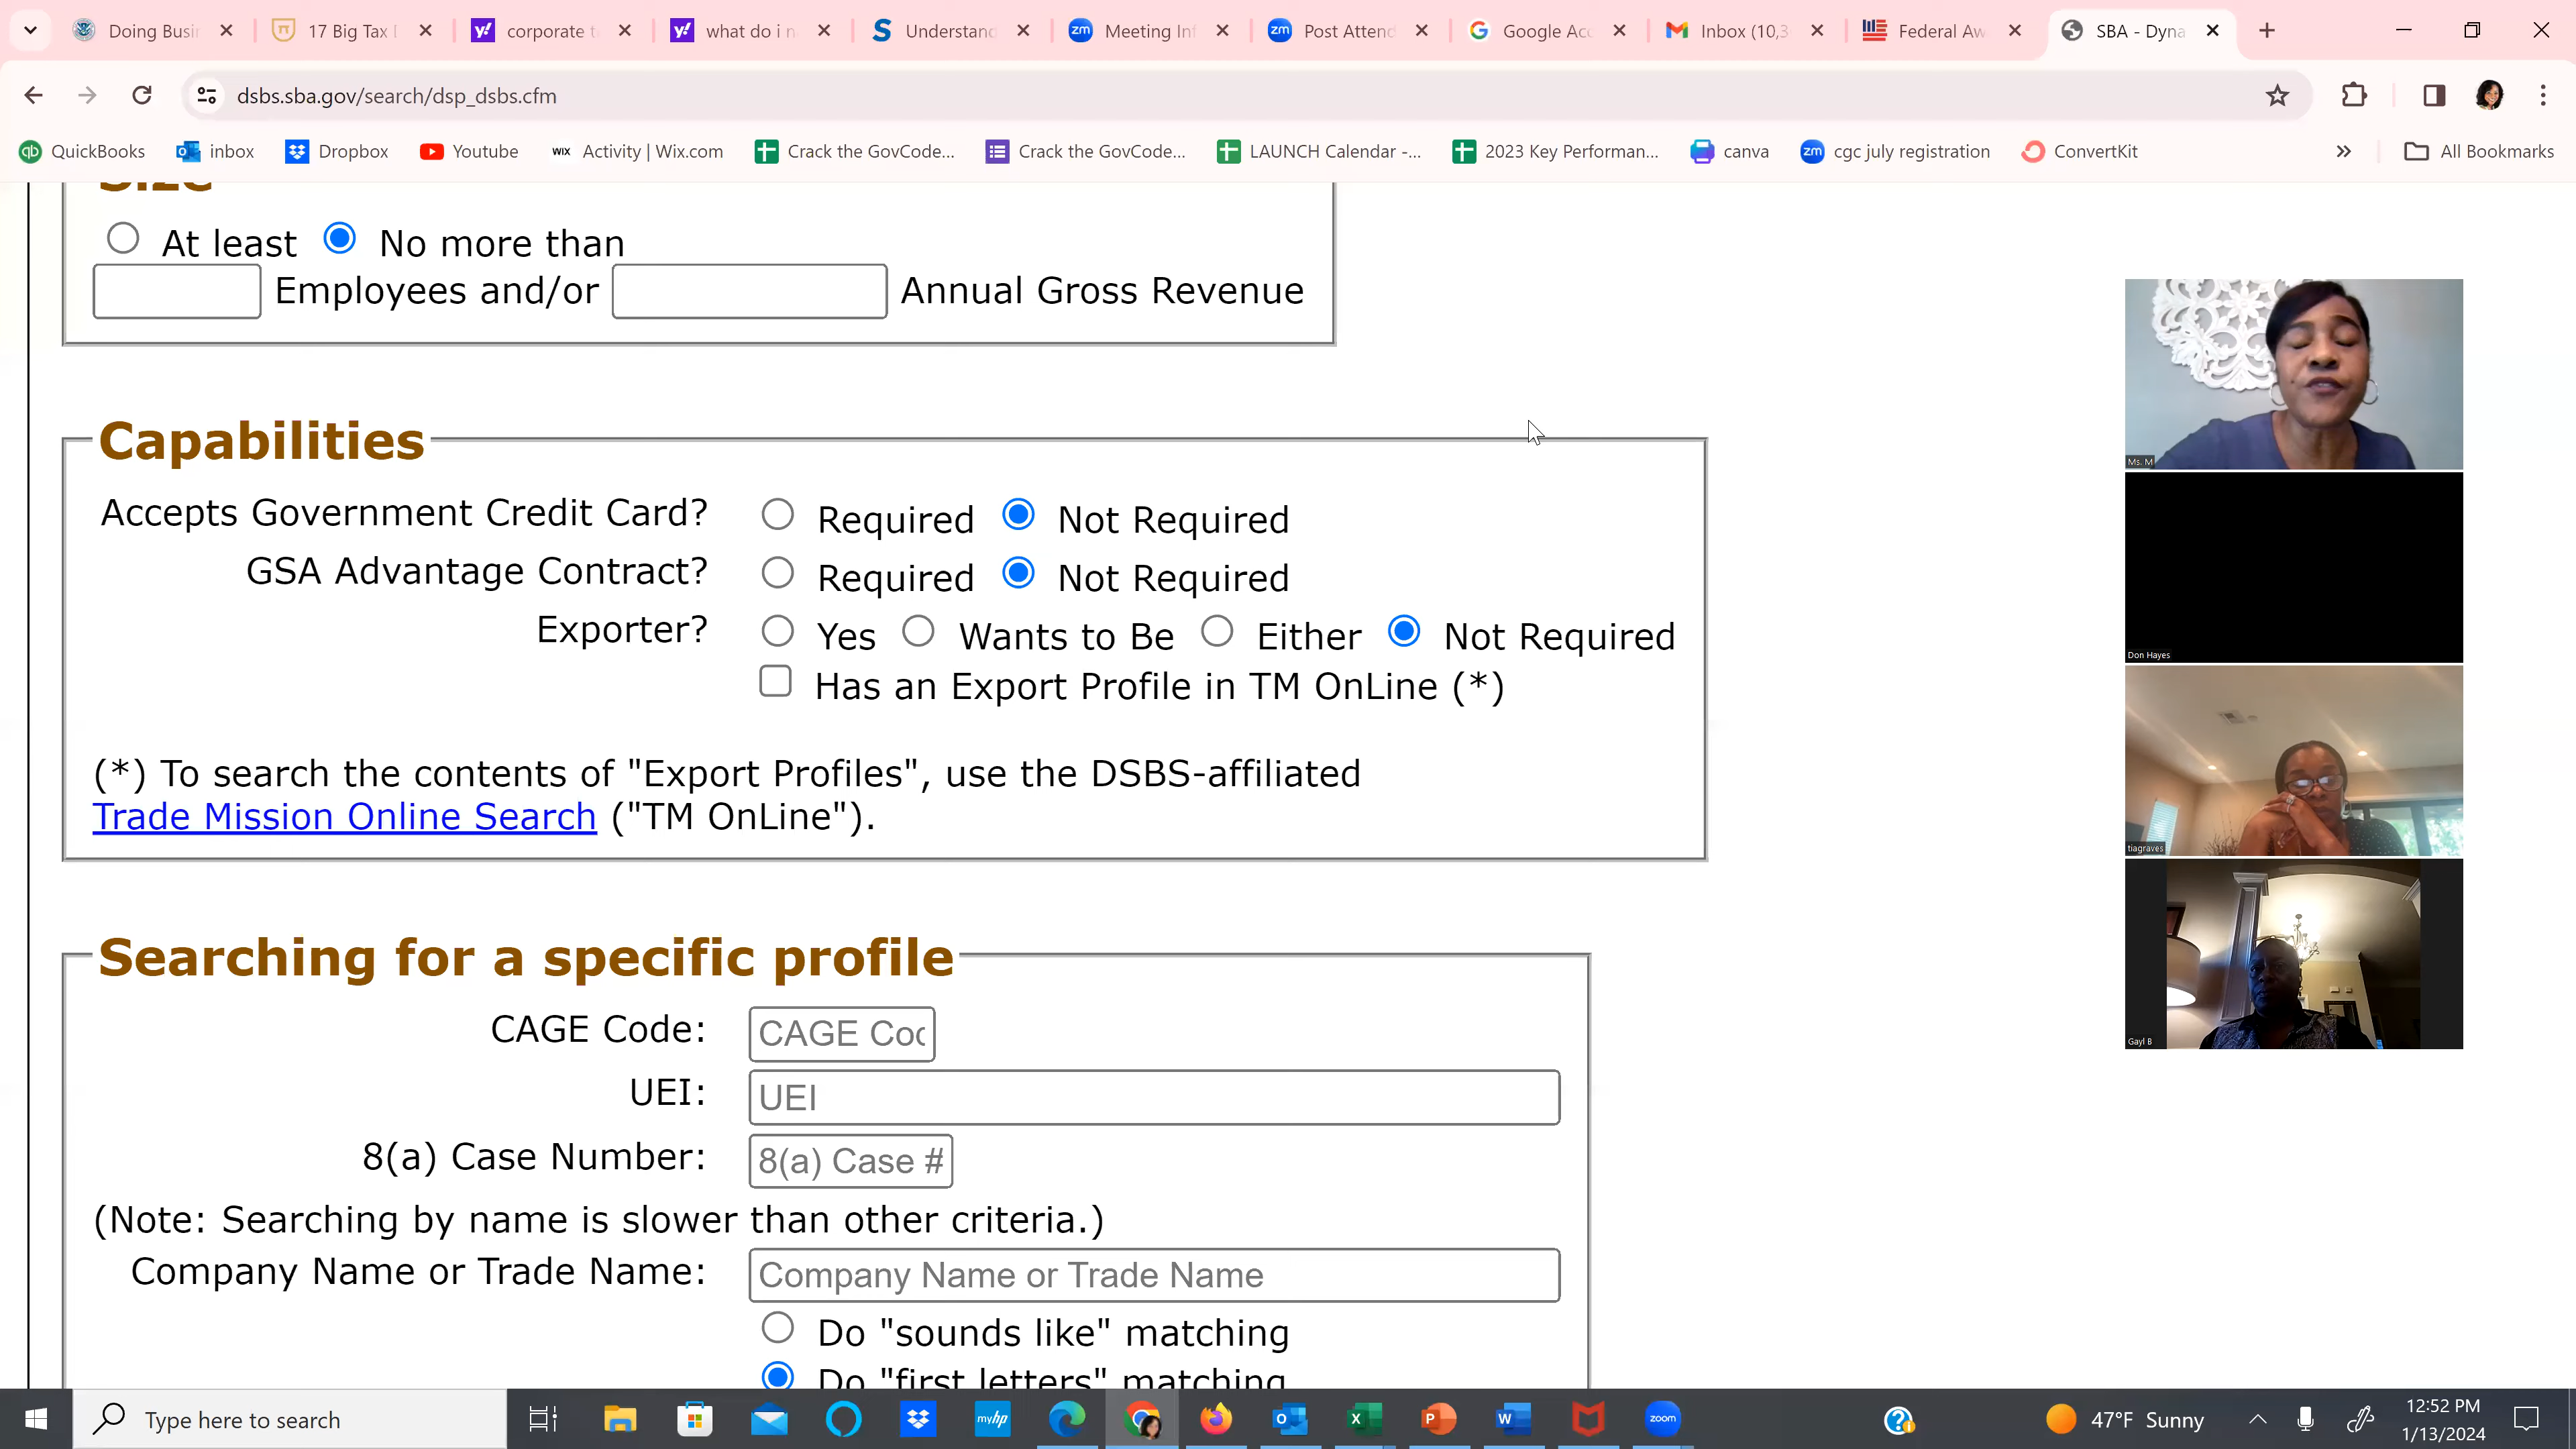 Doing Busi
17 Big Tax
corporate t
what do i n
Understand
Meeting Inf
Post Attend
Google Acc
Inbox (10,3
Federal Aw
SBA - Dyna
dsbs.sba.gov/search/dsp_dsbs.cfm
QuickBooks
inbox
Dropbox
Youtube
WIX Activity | Wix.com
Crack the GovCode...
Crack the GovCode...
LAUNCH Calendar -...
2023 Key Performan...
canva
zm cgc july registration
ConvertKit
All Bookmarks
Size
At least No more than
Employees and/or Annual Gross Revenue
Capabilities
Accepts Government Credit Card? Required Not Required
GSA Advantage Contract? Required Not Required
Exporter? Yes Wants to Be Either Not Required
Has an Export Profile in TM OnLine (*)
(*) To search the contents of "Export Profiles", use the DSBS-affiliated
Trade Mission Online Search ("TM OnLine").
Searching for a specific profile
CAGE Code: CAGE Coc
UEI: UEI
8(a) Case Number: 8(a) Case #
(Note: Searching by name is slower than other criteria.)
Company Name or Trade Name: Company Name or Trade Name
Do "sounds like" matching
Do "first letters" matching
Ms. M
Don Hayes
tiagraves
Gayl B
Type here to search
myhp
zoom
47°F Sunny
12:52 PM
1/13/2024